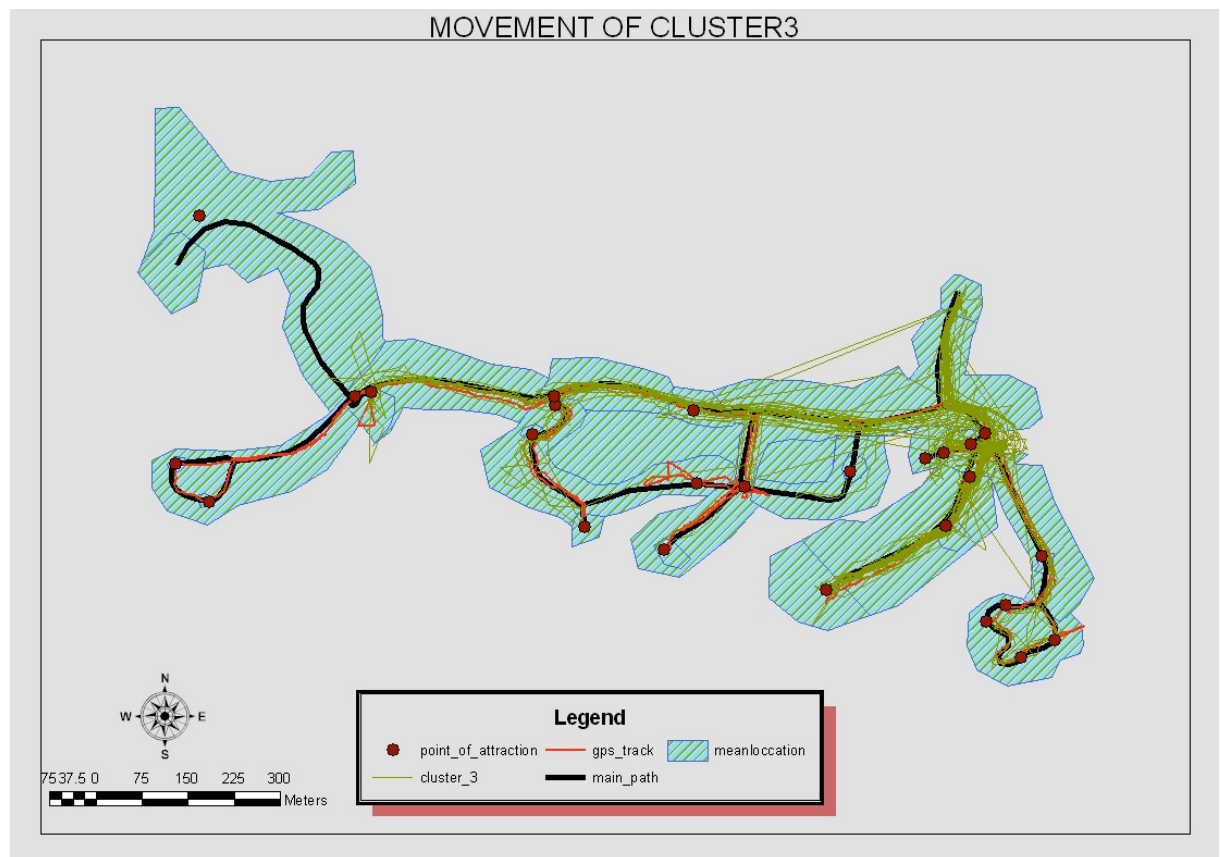 MOVEMENT OF CLUSTER3
N
W E
S
75 37.5 0 75 150 225 300
Meters
Legend
point_of_attraction gps_track meanloccation
cluster_3 main_path